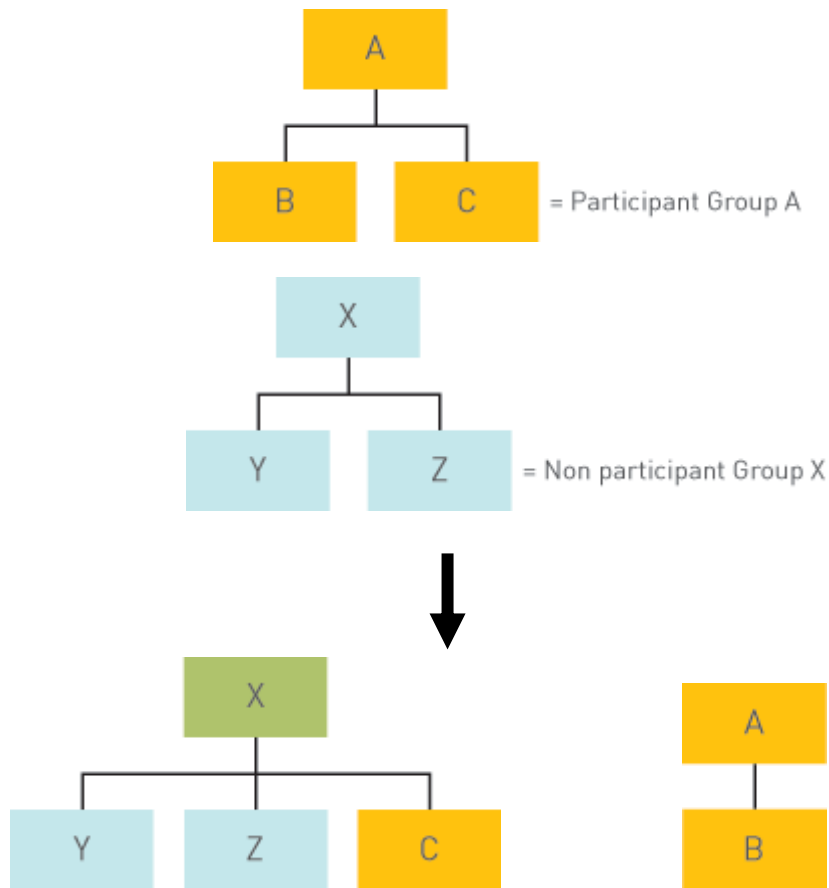 A
B C = Participant Group A
X
Y Z = Non participant Group X
X
A
Y Z C B